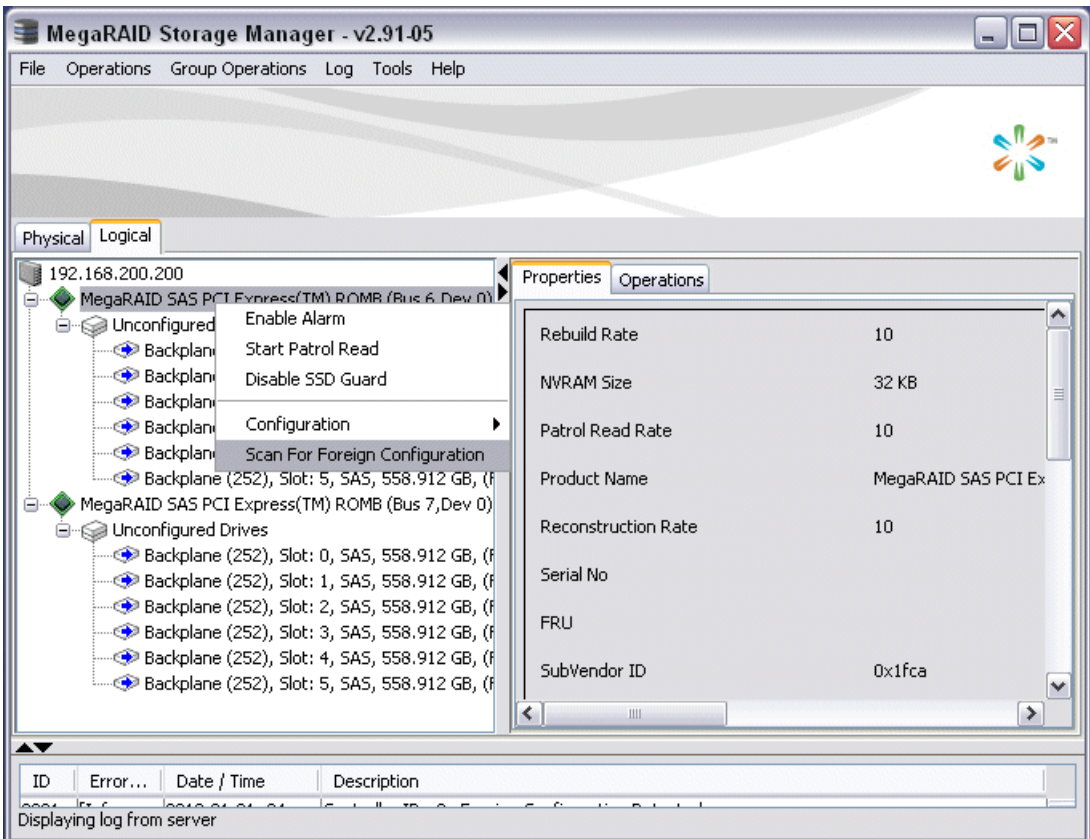 MegaRAID Storage Manager - v2.91-05
File Operations Group Operations Log Tools Help
TM
Physical Logical
192.168.200.200
MegaRAID SAS PCI Express(TM) ROMB (Bus 6,Dev 0)
Unconfigured
Backplan
Backplan
Backplan
Backplan
Backplan
Backplane (252), Slot: 5, SAS, 558.912 GB, (F
MegaRAID SAS PCI Express(TM) ROMB (Bus 7,Dev 0)
Unconfigured Drives
Backplane (252), Slot: 0, SAS, 558.912 GB, (F
Backplane (252), Slot: 1, SAS, 558.912 GB, (F
Backplane (252), Slot: 2, SAS, 558.912 GB, (F
Backplane (252), Slot: 3, SAS, 558.912 GB, (F
Backplane (252), Slot: 4, SAS, 558.912 GB, (F
Backplane (252), Slot: 5, SAS, 558.912 GB, (F
Enable Alarm
Start Patrol Read
Disable SSD Guard
Configuration
Scan For Foreign Configuration
Properties Operations
Rebuild Rate 10
NVRAM Size 32 KB
Patrol Read Rate 10
Product Name MegaRAID SAS PCI Ex
Reconstruction Rate 10
Serial No
FRU
SubVendor ID 0x1fca
ID Error... Date / Time Description
Displaying log from server